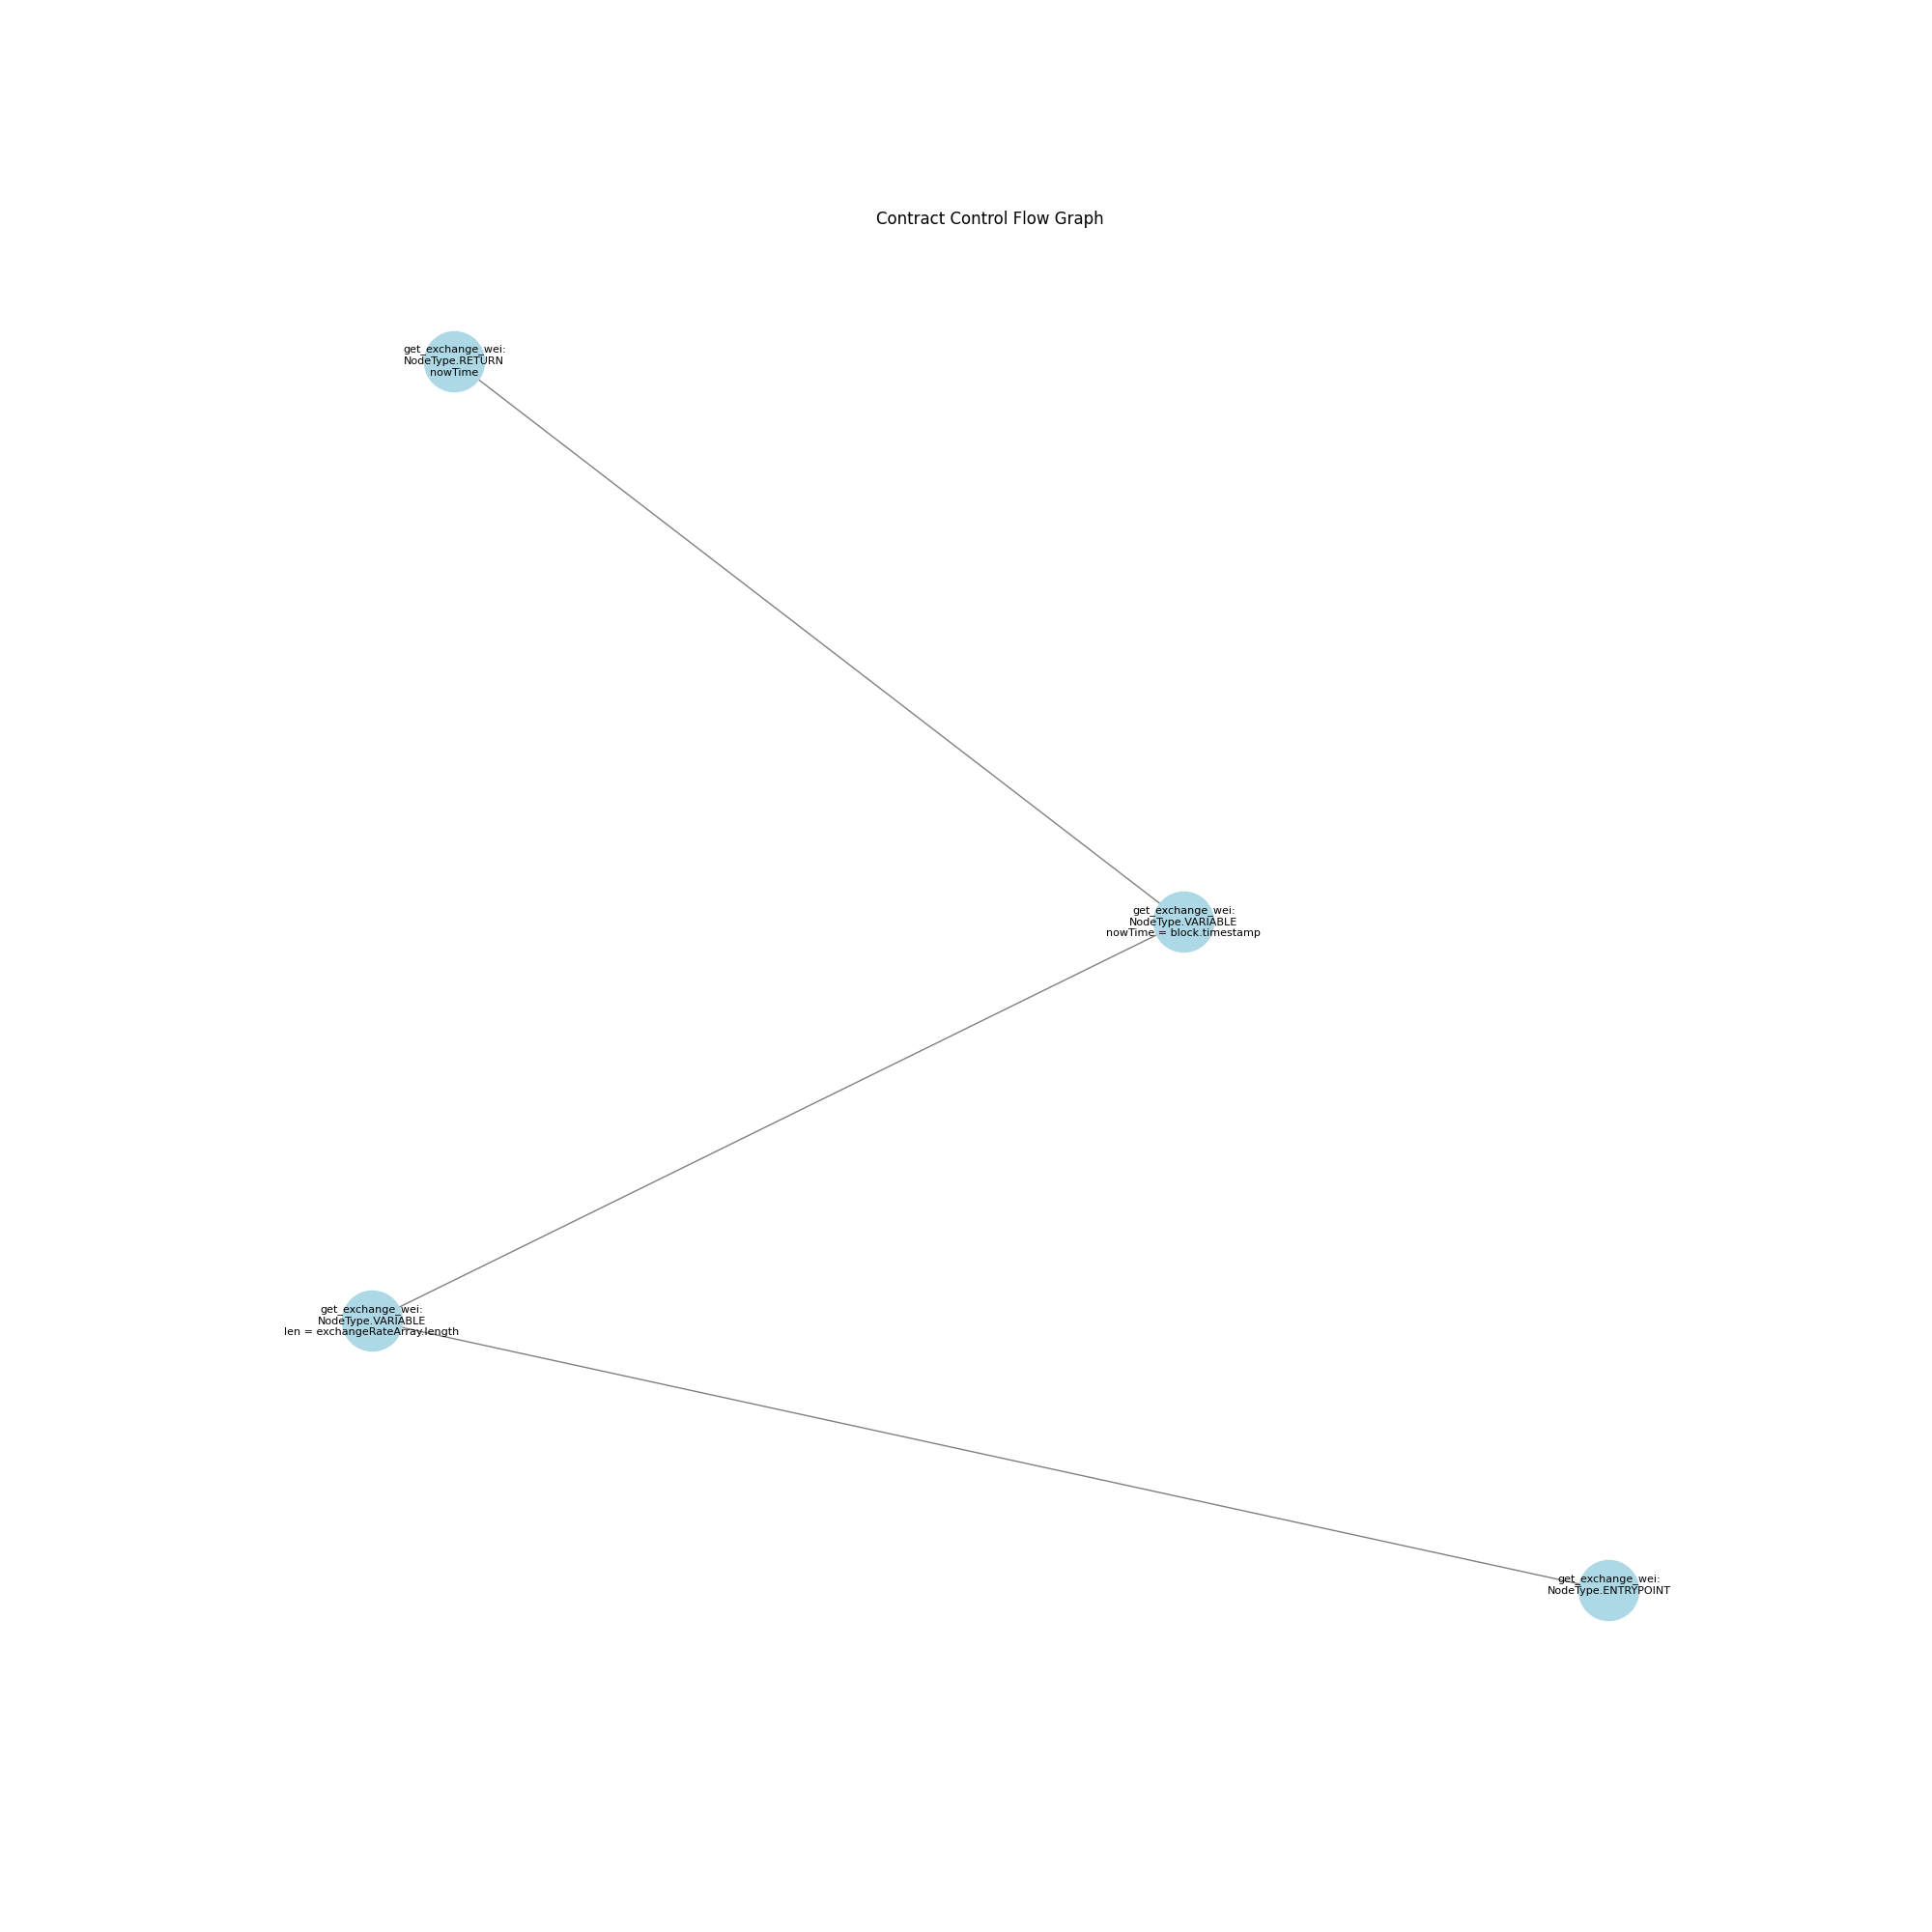 Contract Control Flow Graph
get_exchange_wei:
NodeType.RETURN
nowTime
get_exchange_wei:
NodeType.VARIABLE
nowTime = block.timestamp
get_exchange_wei:
NodeType.VARIABLE
len = exchangeRateArray.length
get_exchange_wei:
NodeType.ENTRYPOINT